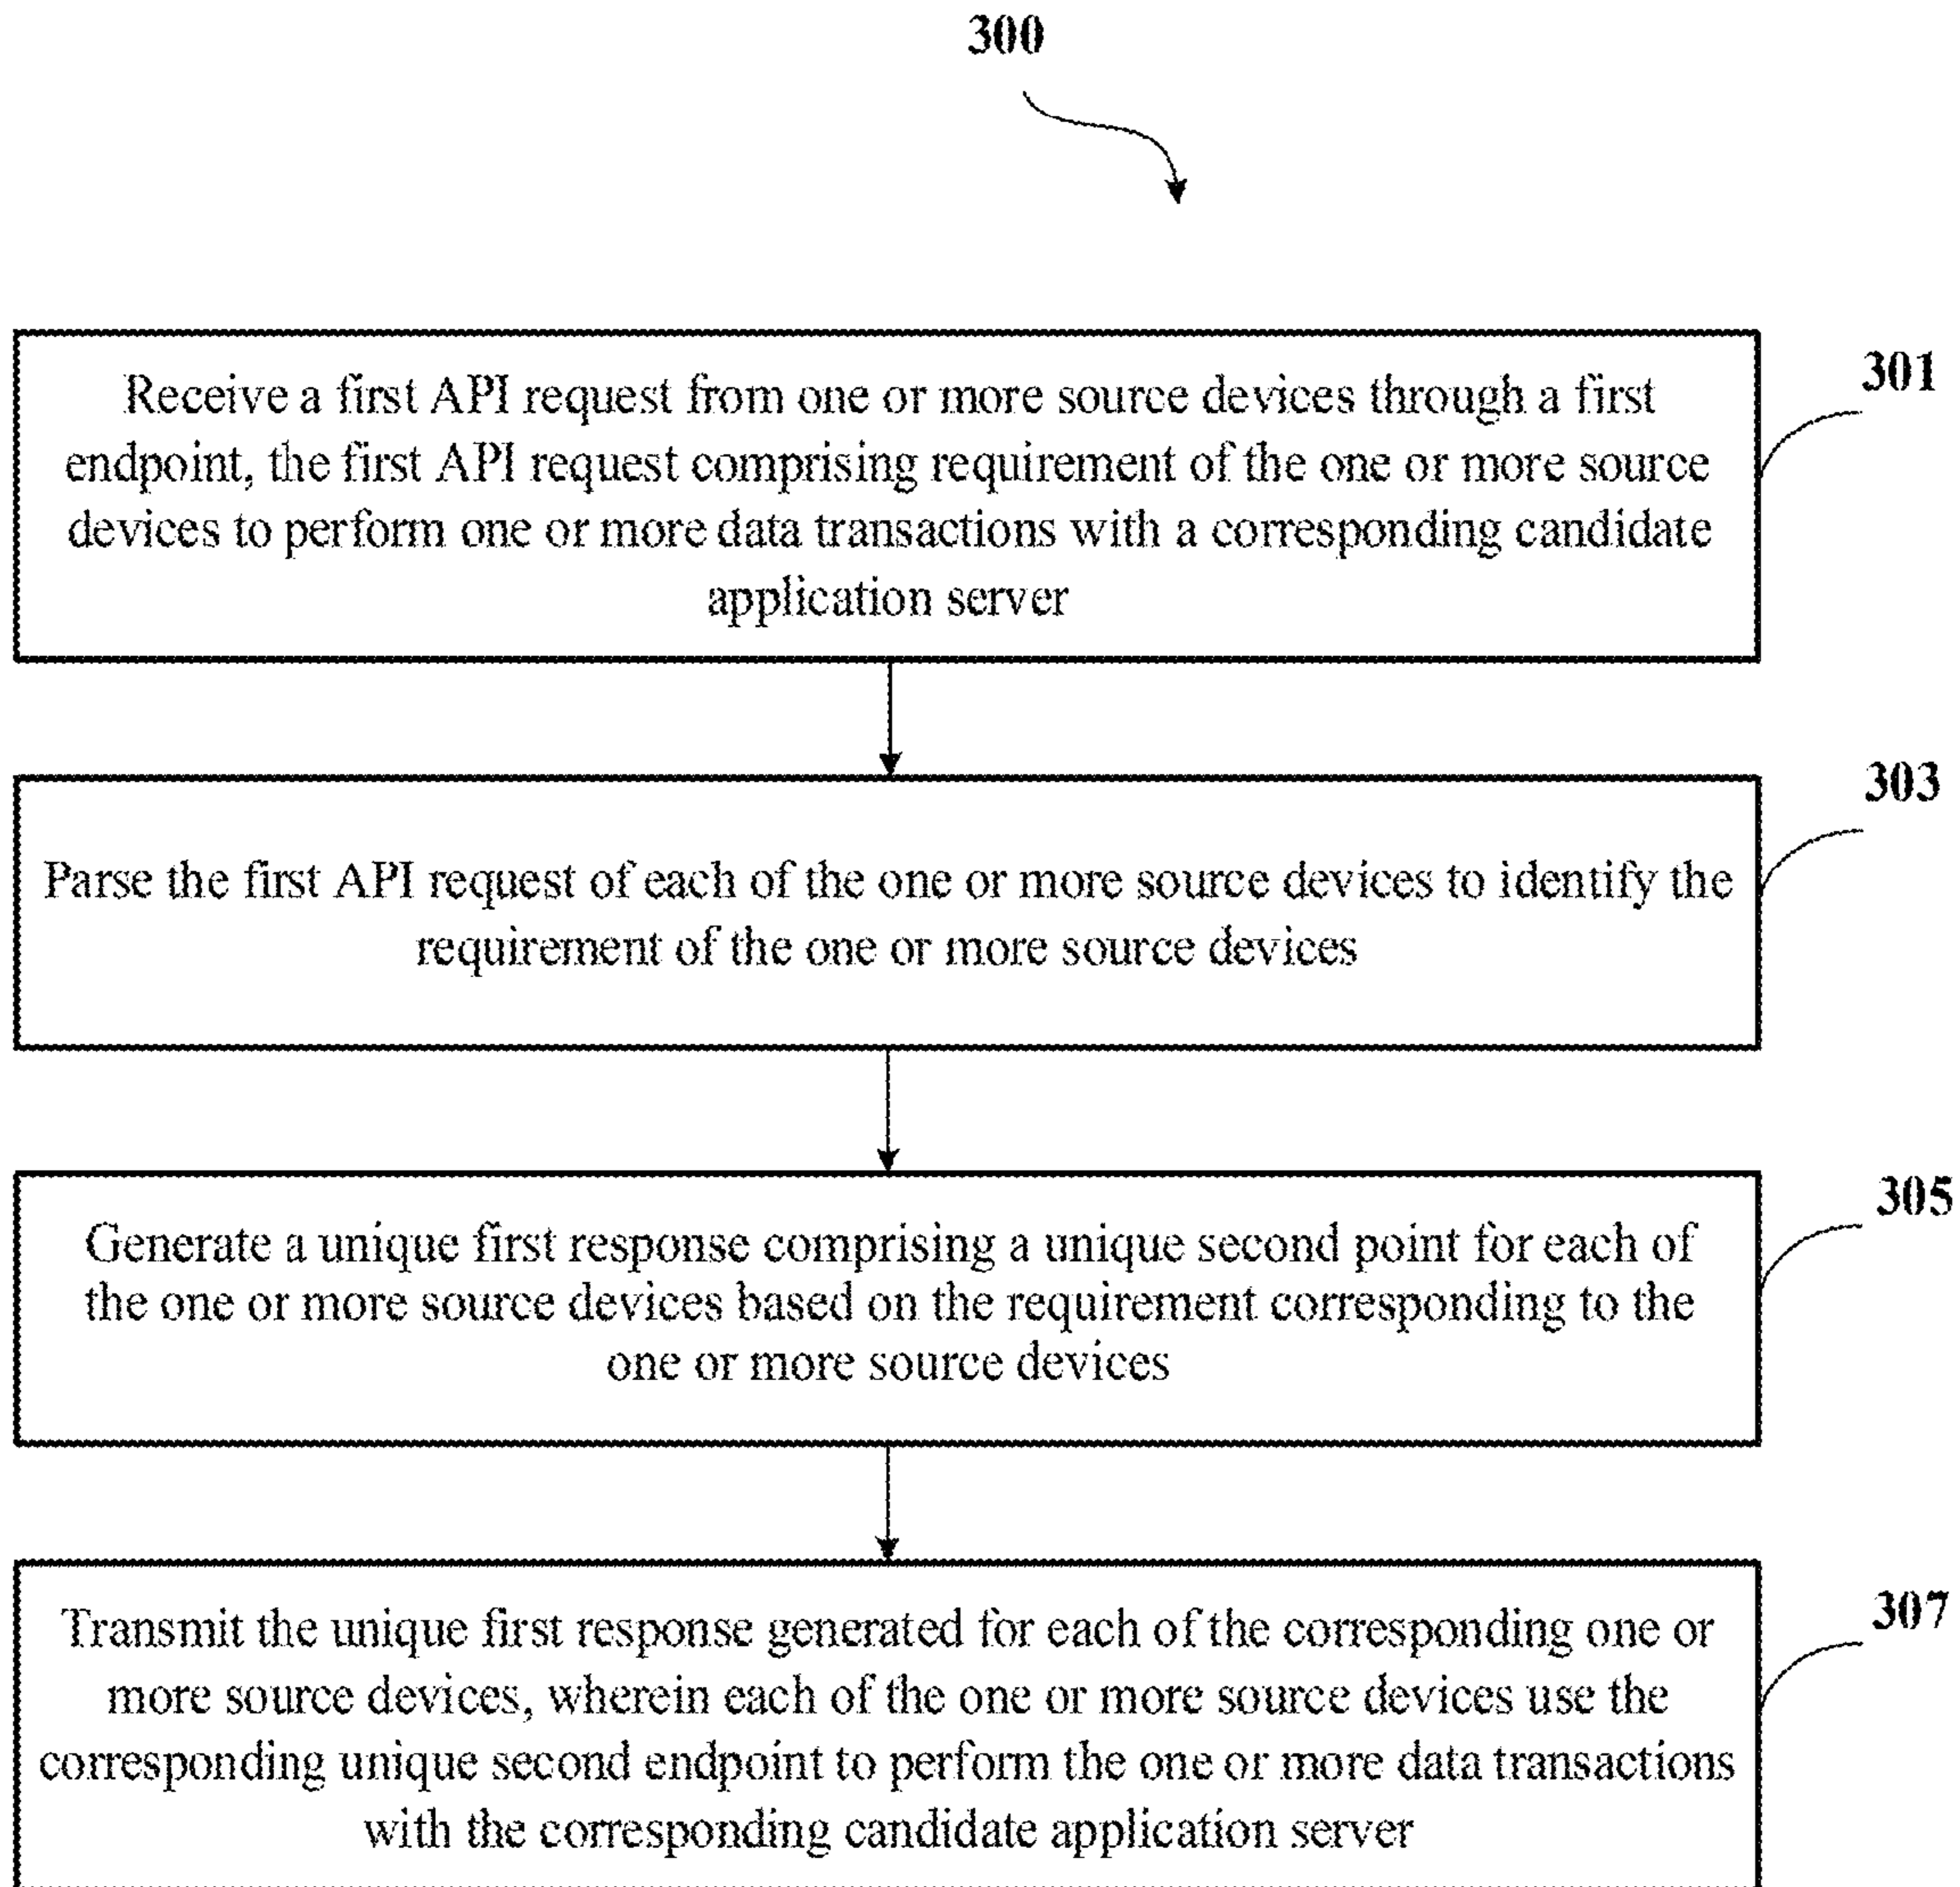 300
Receive a first API request from one or more source devices through a first
endpoint, the first API request comprising requirement of the one or more source
devices to perform one or more data transactions with a corresponding candidate
application server
301
Parse the first API request of each of the one or more source devices to identify the
requirement of the one or more source devices
303
Generate a unique first response comprising a unique second point for each of
the one or more source devices based on the requirement corresponding to the
one or more source devices
305
Transmit the unique first response generated for each of the corresponding one or
more source devices, wherein each of the one or more source devices use the
corresponding unique second endpoint to perform the one or more data transactions
with the corresponding candidate application server
307